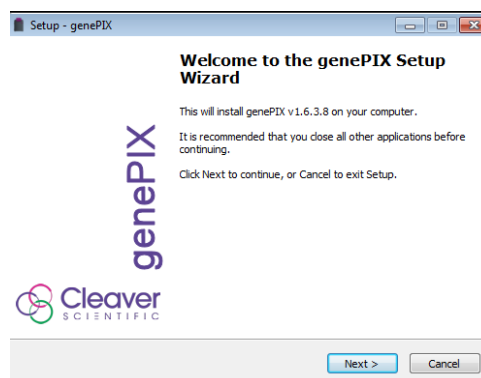 Setup - genePIX
Welcome to the genePIX Setup
Wizard
This will install genePIX v1.6.3.8 on your computer.
It is recommended that you close all other applications before
continuing.
Click Next to continue, or Cancel to exit Setup.
genePIX
Cleaver
SCIENTIFIC
Next >
Cancel